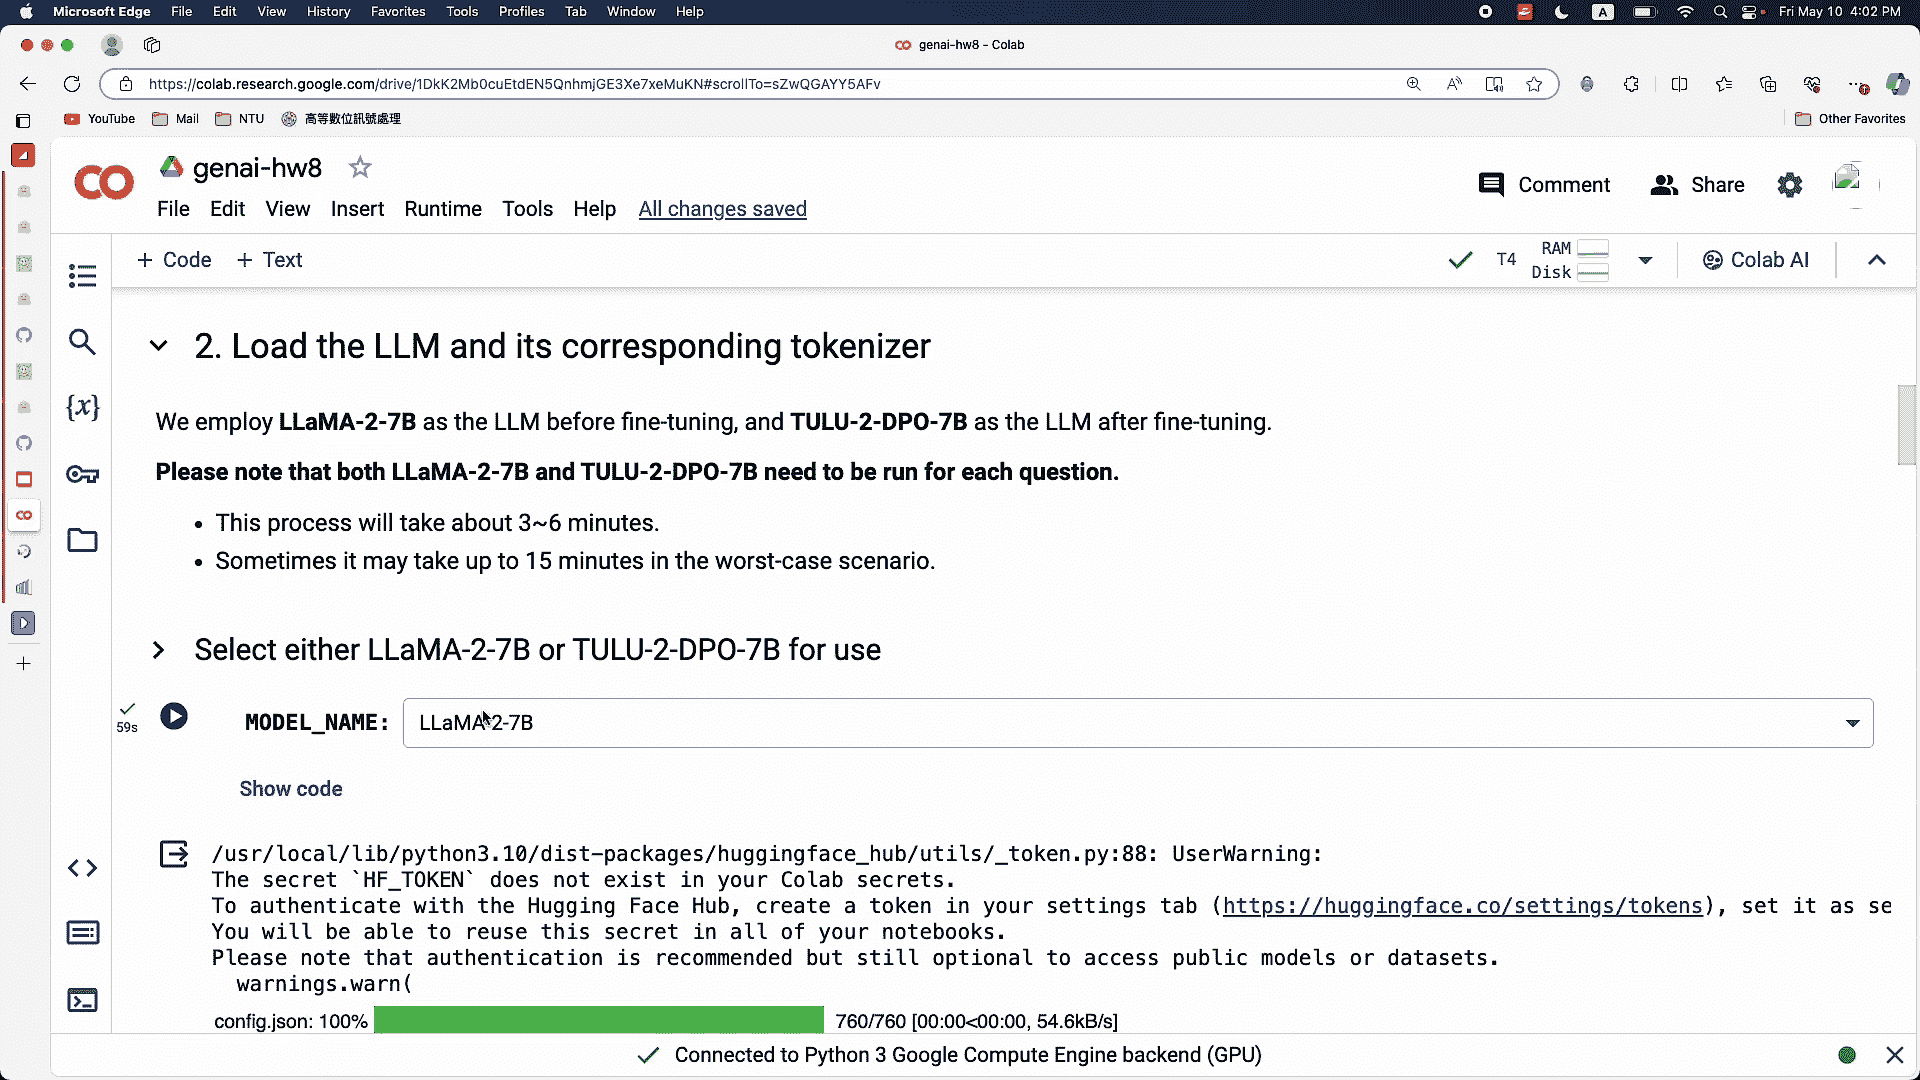 Microsoft Edge File Edit View History Favorites Tools Profiles Tab Window Help A Fri May 10 4:02 PM
genai-hw8 - Colab
https://colab.research.google.com/drive/1DkK2Mb0cuEtdEN5QnhmjGE3Xe7xeMuKN#scrollTo=sZwQGAYY5AFv
YouTube Mail NTU 高等數位訊號處理 Other Favorites
genai-hw8
Comment Share
File Edit View Insert Runtime Tools Help All changes saved
+ Code + Text T4 RAM Disk Colab AI
2. Load the LLM and its corresponding tokenizer
We employ LLaMA-2-7B as the LLM before fine-tuning, and TULU-2-DPO-7B as the LLM after fine-tuning.
Please note that both LLaMA-2-7B and TULU-2-DPO-7B need to be run for each question.
• This process will take about 3~6 minutes.
• Sometimes it may take up to 15 minutes in the worst-case scenario.
Select either LLaMA-2-7B or TULU-2-DPO-7B for use
59s MODEL_NAME: LLaMA-2-7B
Show code
/usr/local/lib/python3.10/dist-packages/huggingface_hub/utils/_token.py:88: UserWarning:
The secret `HF_TOKEN` does not exist in your Colab secrets.
To authenticate with the Hugging Face Hub, create a token in your settings tab (https://huggingface.co/settings/tokens), set it as se
You will be able to reuse this secret in all of your notebooks.
Please note that authentication is recommended but still optional to access public models or datasets.
warnings.warn(
config.json: 100% 760/760 [00:00<00:00, 54.6kB/s]
Connected to Python 3 Google Compute Engine backend (GPU)